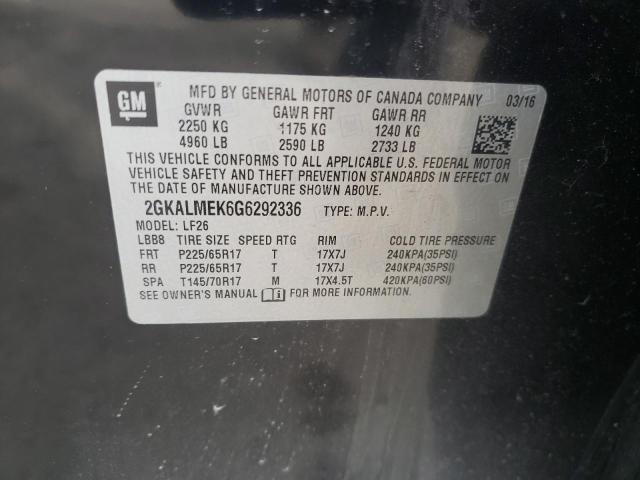 GM
MFD BY GENERAL MOTORS OF CANADA COMPANY 03/16
GVWR GAWR FRT GAWR RR
2250 KG 1175 KG 1240 KG
4960 LB 2590 LB 2733 LB
THIS VEHICLE CONFORMS TO ALL APPLICABLE U.S. FEDERAL MOTOR
VEHICLE SAFETY AND THEFT PREVENTION STANDARDS IN EFFECT ON
THE DATE OF MANUFACTURE SHOWN ABOVE.
2GKALMEK6G6292336 TYPE: M.P.V.
MODEL: LF26
LBB8 TIRE SIZE SPEED RTG RIM COLD TIRE PRESSURE
FRT P225/65R17 T 17X7J 240KPA(35PSI)
RR P225/65R17 T 17X7J 240KPA(35PSI)
SPA T145/70R17 M 17X4.5T 420KPA(60PSI)
SEE OWNER'S MANUAL i FOR MORE INFORMATION